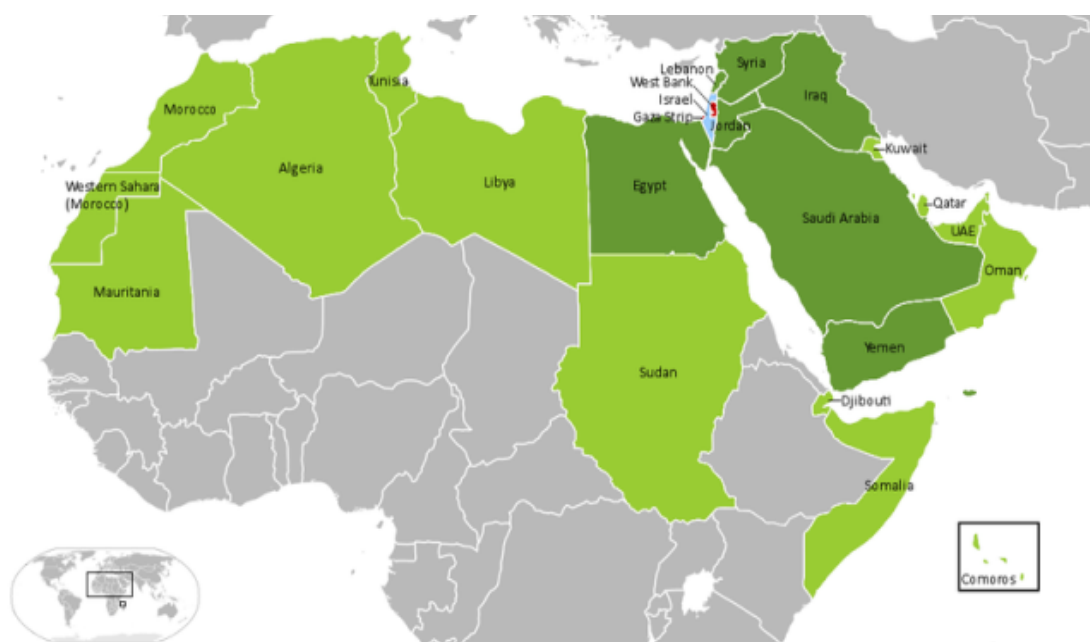 Lebanon
Syria
West Bank
Israel
Gaza Strip
Jordan
Iraq
Tunisia
Morocco
Kuwait
Algeria
Western Sahara
(Morocco)
Libya
Egypt
Qatar
Saudi Arabia
UAE
Oman
Mauritania
Yemen
Sudan
Djibouti
Somalia
Comoros